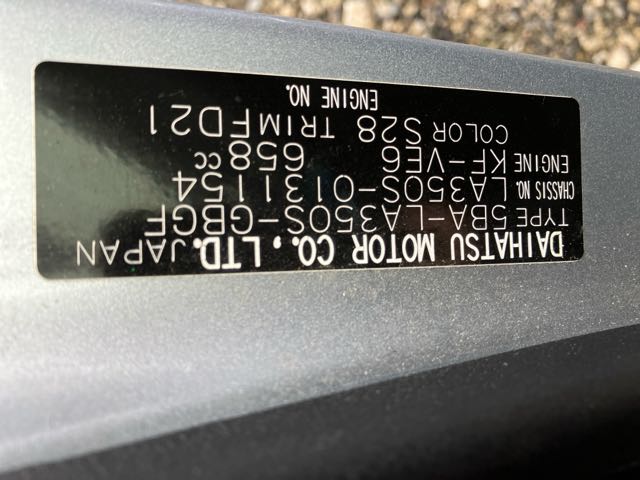 DAIHATSU MOTOR CO., LTD. JAPAN
TYPE 5BA-LA350S-GBGF
CHASSIS NO. LA350S-0131154
ENGINE KF-VE6 658 cc
COLOR S28 TRIM FD21
ENGINE NO.